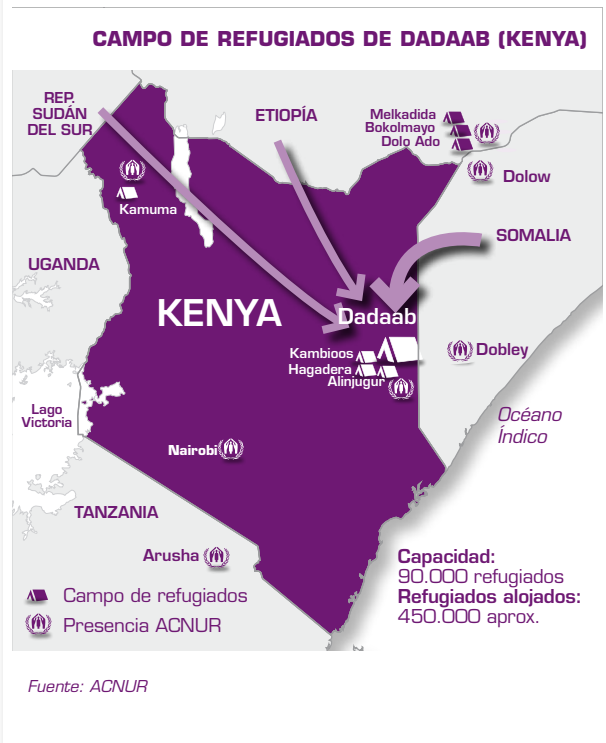 CAMPO DE REFUGIADOS DE DADAAB (KENYA)
REP.
SUDÁN
DEL SUR
ETIOPÍA
Melkadida
Bokolmayo
Dolo Ado
Dolow
Kamuma
SOMALIA
UGANDA
KENYA
Dadaab
Kambioos
Hagadera
Alinjugur
Dobley
Lago
Victoria
Océano
Índico
Nairobi
TANZANIA
Arusha
Capacidad:
90.000 refugiados
Refugiados alojados:
450.000 aprox.
Campo de refugiados
Presencia ACNUR
Fuente: ACNUR